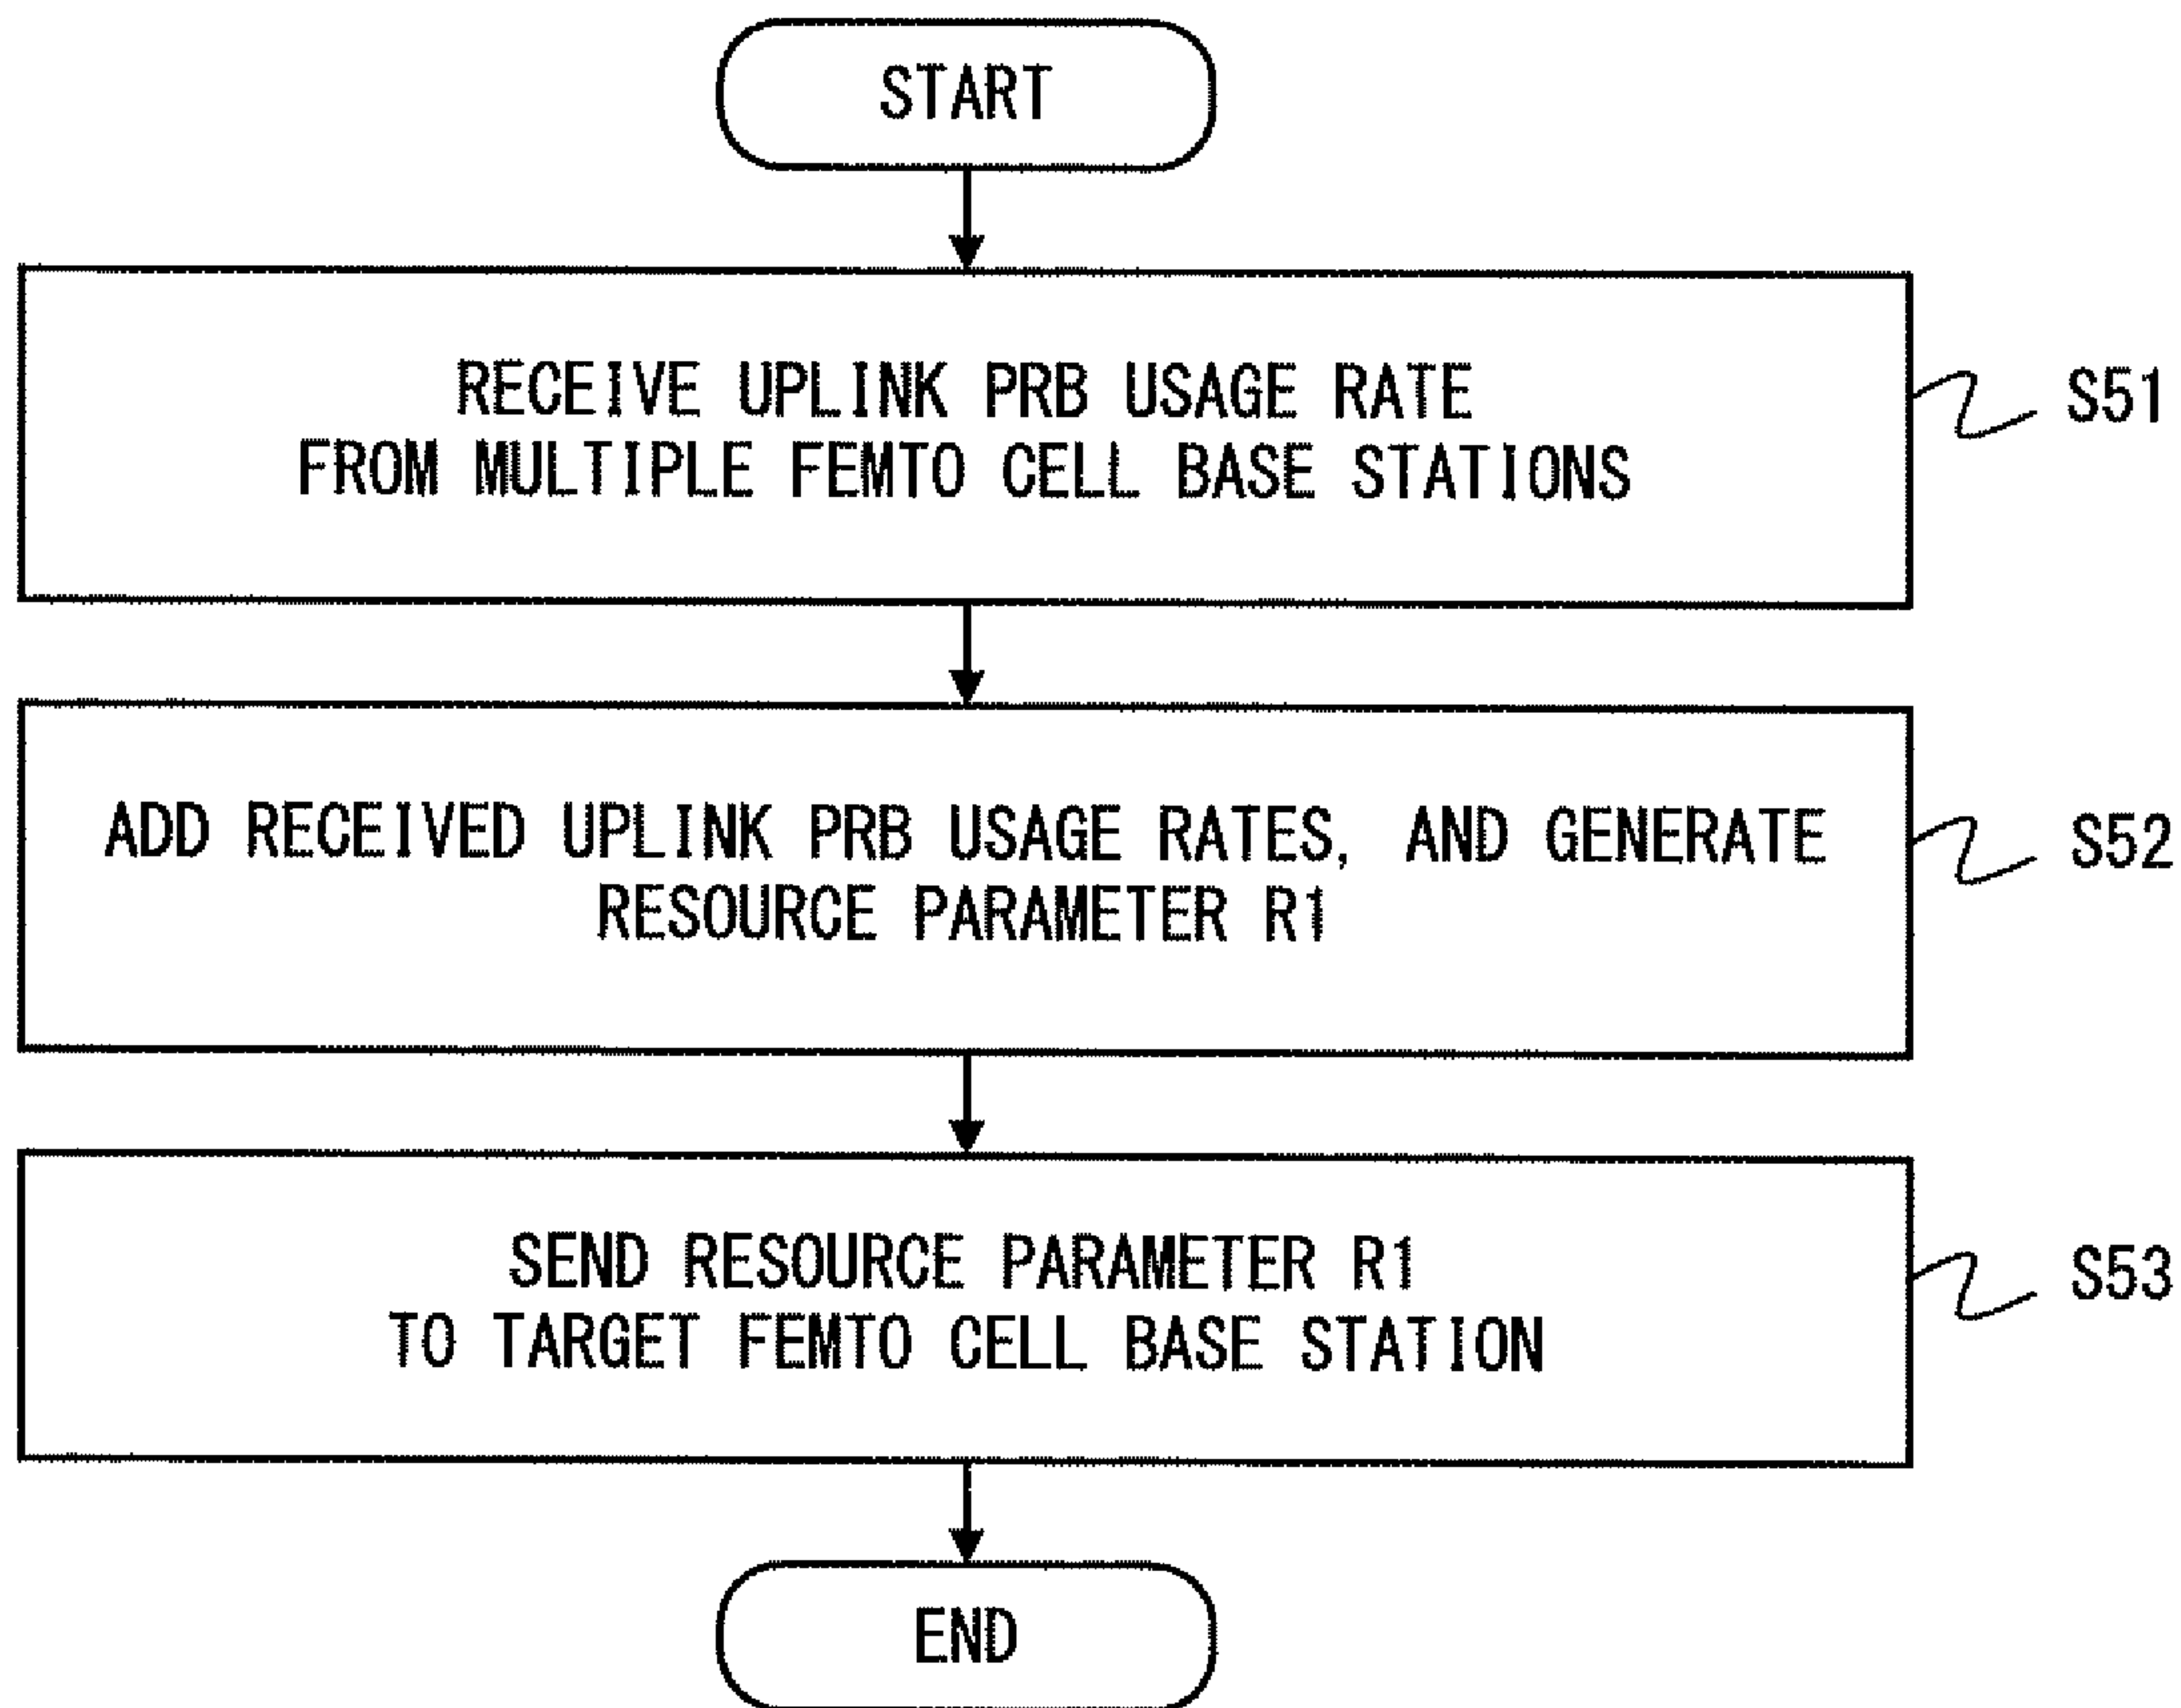 START
RECEIVE UPLINK PRB USAGE RATE
FROM MULTIPLE FEMTO CELL BASE STATIONS
S51
ADD RECEIVED UPLINK PRB USAGE RATES, AND GENERATE
RESOURCE PARAMETER R1
S52
SEND RESOURCE PARAMETER R1
TO TARGET FEMTO CELL BASE STATION
S53
END